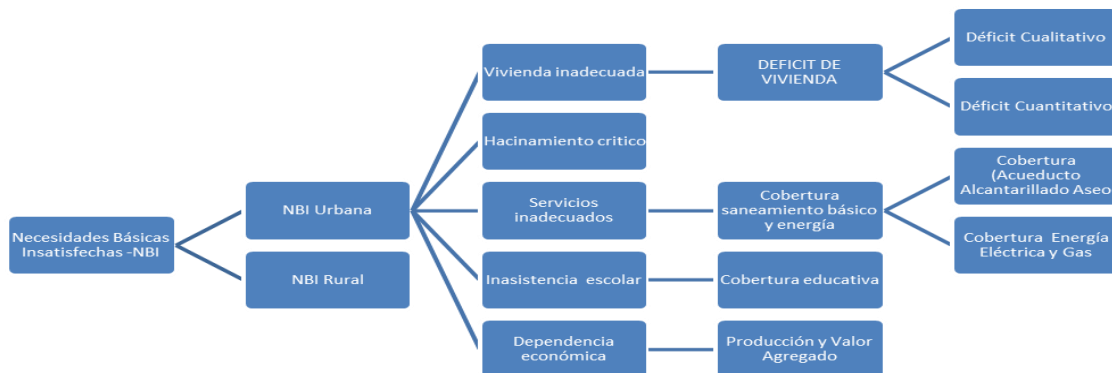 Necesidades Básicas
Insatisfechas -NBI
NBI Urbana
NBI Rural
Vivienda inadecuada
Hacinamiento critico
Servicios
inadecuados
Inasistencia escolar
Dependencia
económica
DEFICIT DE
VIVIENDA
Cobertura
saneamiento básico
y energía
Cobertura educativa
Producción y Valor
Agregado
Déficit Cualitativo
Déficit Cuantitativo
Cobertura
(Acueducto
Alcantarillado Aseo
Cobertura Energía
Eléctrica y Gas